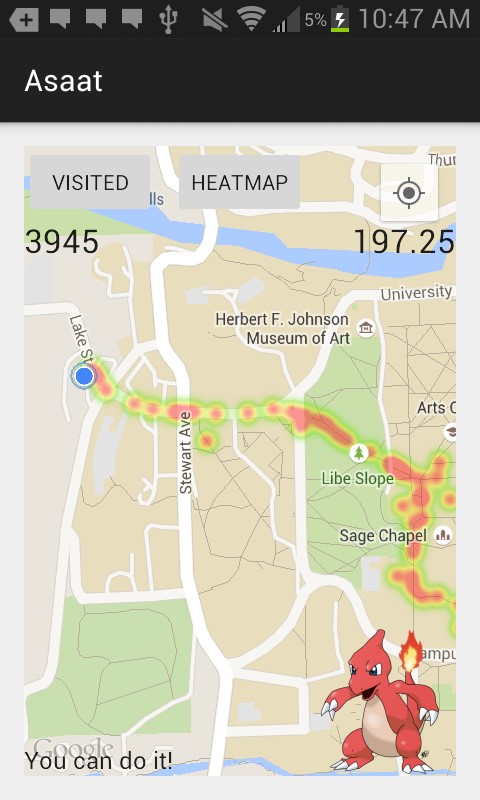 5% 10:47 AM
Asaat
Thur
VISITED HEATMAP
lls
3945 197.25
University
Herbert F. Johnson
Museum of Art
Lake St
Arts C
Stewart Ave
Libe Slope
Sage Chapel
ampu
Google
You can do it!